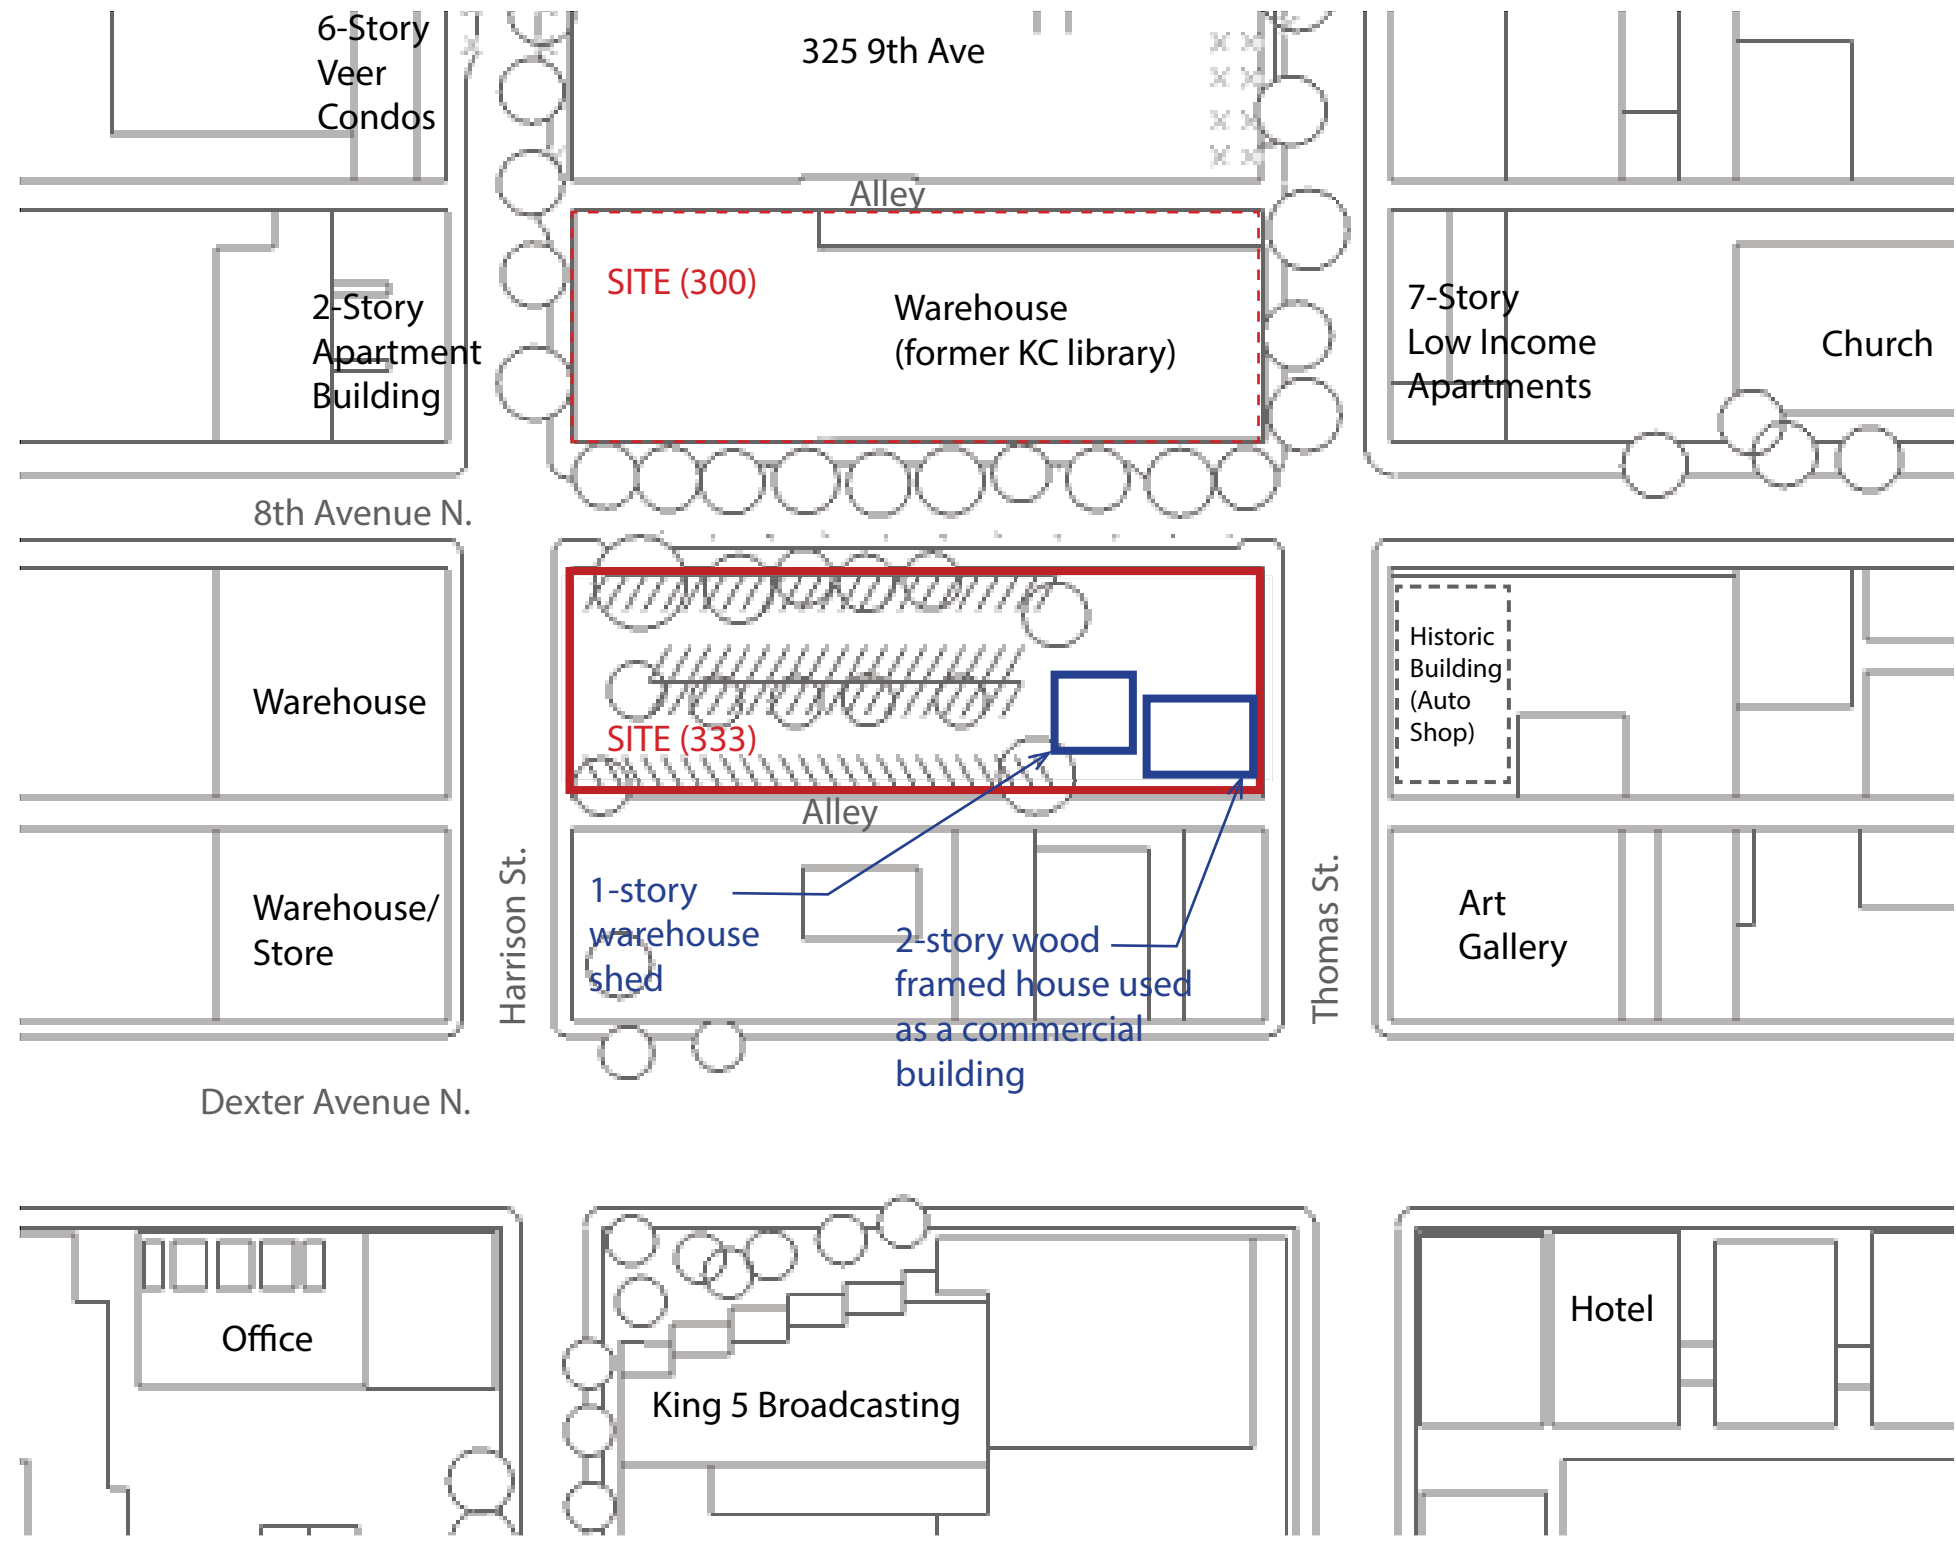 6-Story
Veer
Condos
325 9th Ave
Alley
SITE (300)
Warehouse
(former KC library)
2-Story
Apartment
Building
7-Story
Low Income
Apartments
Church
8th Avenue N.
Warehouse
SITE (333)
Historic
Building
(Auto
Shop)
Alley
Warehouse/
Store
Harrison St.
1-story
warehouse
shed
2-story wood
framed house used
as a commercial
building
Thomas St.
Art
Gallery
Dexter Avenue N.
Office
King 5 Broadcasting
Hotel